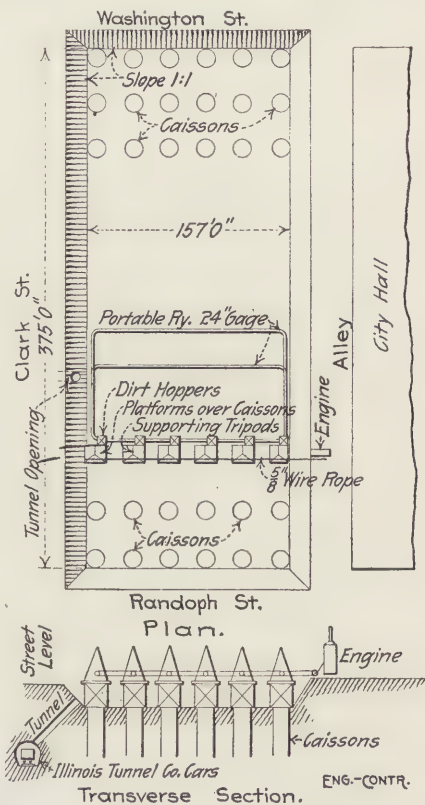 Washington St.
Slope 1:1
Caissons
157'0"
Clark St.
375'0"
Portable Ry. 24" Gage
Alley
City Hall
Dirt Hoppers
Platforms over Caissons
Supporting Tripods
Engine
Tunnel Opening
5/8" Wire Rope
Caissons
Randoph St.
Plan.
Street
Level
Engine
Tunnel
Caissons
Illinois Tunnel Co. Cars
Transverse Section.
ENG.-CONTR.